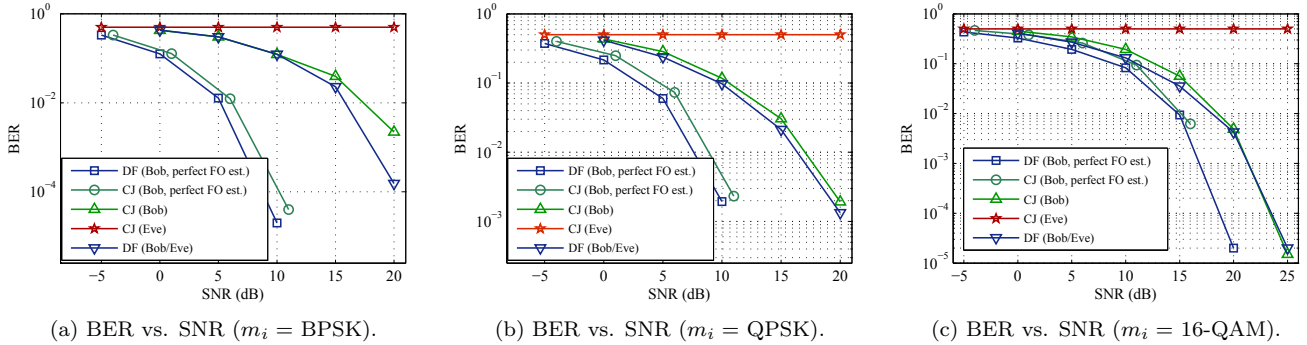 10^0
10^-2
10^-4
BER
DF (Bob, perfect FO est.)
CJ (Bob, perfect FO est.)
CJ (Bob)
CJ (Eve)
DF (Bob/Eve)
−5 0 5 10 15 20
SNR (dB)
(a) BER vs. SNR (m_i = BPSK).
10^0
10^-1
10^-2
10^-3
BER
DF (Bob, perfect FO est.)
CJ (Bob, perfect FO est.)
CJ (Bob)
CJ (Eve)
DF (Bob/Eve)
−5 0 5 10 15 20
SNR (dB)
(b) BER vs. SNR (m_i = QPSK).
10^0
10^-1
10^-2
10^-3
10^-4
10^-5
BER
DF (Bob, perfect FO est.)
CJ (Bob, perfect FO est.)
CJ (Bob)
CJ (Eve)
DF (Bob/Eve)
−5 0 5 10 15 20 25
SNR (dB)
(c) BER vs. SNR (m_i = 16-QAM).